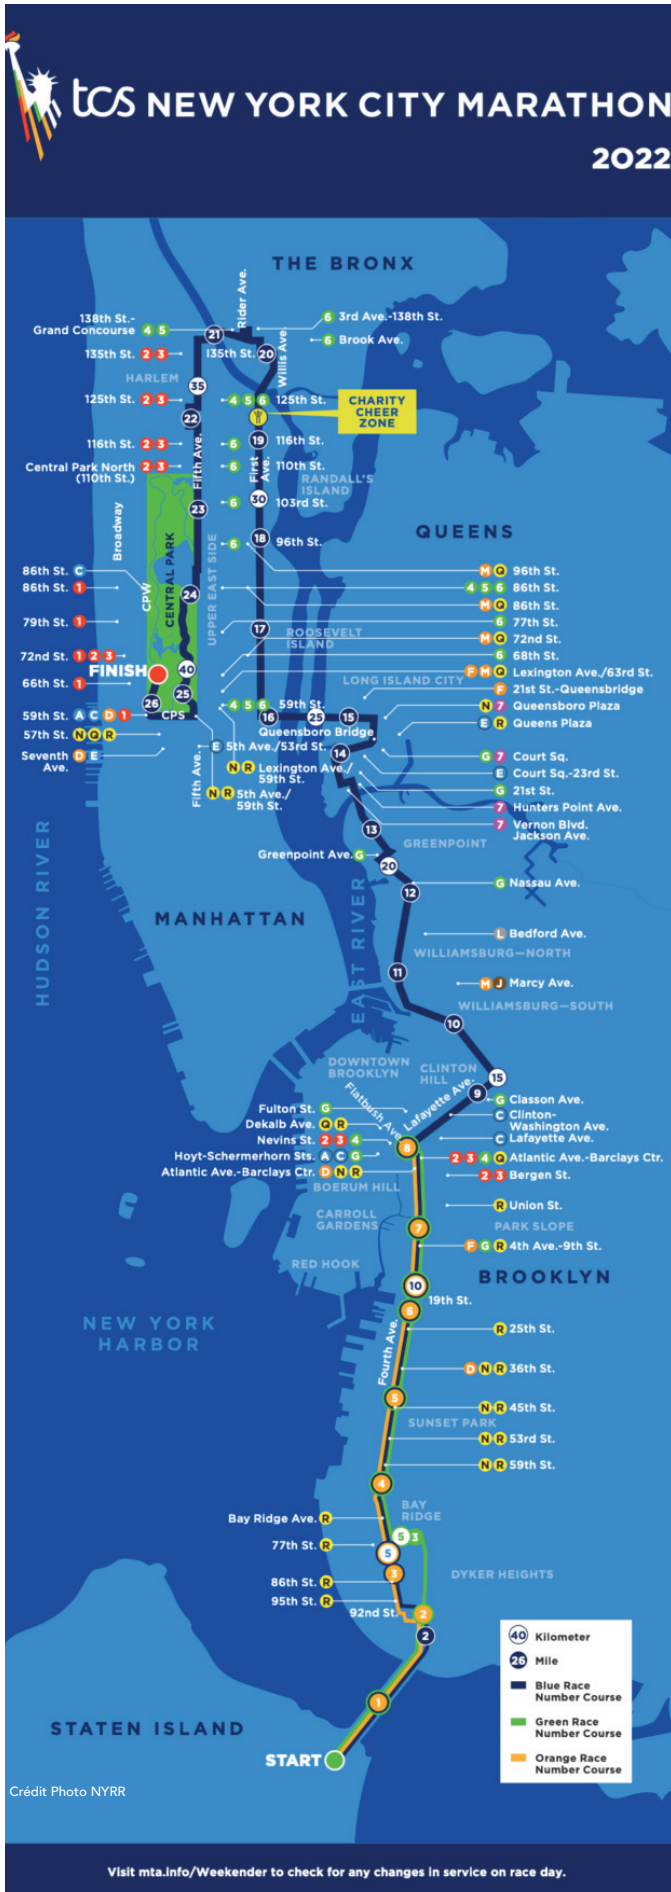 tcs NEW YORK CITY MARATHON
2022
THE BRONX
Rider Ave.
138th St.-
Grand Concourse 4 5
6 3rd Ave.-138th St.
21
135th St.
20
Willis Ave.
6 Brook Ave.
135th St. 2 3
HARLEM
35
125th St. 2 3
4 5 6 125th St.
CHARITY
CHEER
ZONE
22
116th St. 2 3
Fifth Ave.
6
19
116th St.
Central Park North 2 3
(110th St.)
6
First
Ave.
110th St.
RANDALL'S
ISLAND
30
6
103rd St.
23
Broadway
QUEENS
18
6
96th St.
UPPER EAST SIDE
CENTRAL PARK
CPW
86th St. C
86th St. 1
79th St. 1
72nd St. 1 2 3
FINISH
66th St. 1
24
17
40
25
26
ROOSEVELT
ISLAND
LONG ISLAND CITY
M Q 96th St.
4 5 6 86th St.
M Q 86th St.
6 77th St.
M Q 72nd St.
6 68th St.
F M Q Lexington Ave./63rd St.
F 21st St.-Queensbridge
N 7 Queensboro Plaza
E R Queens Plaza
4 5 6 59th St.
59th St. A C D 1
CPS
16
25
15
Queensboro Bridge
57th St. N Q R
Seventh D E
Ave.
Fifth Ave.
E 5th Ave./53rd St.
N R Lexington Ave./
59th St.
N R 5th Ave./
59th St.
14
G 7 Court Sq.
E Court Sq.-23rd St.
G 21st St.
7 Hunters Point Ave.
7 Vernon Blvd.
Jackson Ave.
13
GREENPOINT
Greenpoint Ave. G
20
12
G Nassau Ave.
HUDSON RIVER
MANHATTAN
EAST RIVER
L Bedford Ave.
WILLIAMSBURG—NORTH
11
M J Marcy Ave.
WILLIAMSBURG—SOUTH
10
DOWNTOWN
BROOKLYN
CLINTON
HILL
15
9
Lafayette Ave.
Flatbush Ave.
G Classon Ave.
C Clinton-
Washington Ave.
C Lafayette Ave.
Fulton St. G
Dekalb Ave. Q R
Nevins St. 2 3 4
Hoyt-Schermerhorn Sts. A C G
Atlantic Ave.-Barclays Ctr. D N R
8
2 3 4 Q Atlantic Ave.-Barclays Ctr.
2 3 Bergen St.
BOERUM HILL
R Union St.
CARROLL
GARDENS
7
PARK SLOPE
F G R 4th Ave.-9th St.
RED HOOK
BROOKLYN
10
19th St.
6
NEW YORK
HARBOR
Fourth Ave.
R 25th St.
D N R 36th St.
5
N R 45th St.
SUNSET PARK
N R 53rd St.
N R 59th St.
4
BAY
RIDGE
Bay Ridge Ave. R
5 3
77th St. R
5
3
DYKER HEIGHTS
86th St. R
95th St. R
92nd St.
2
2
40 Kilometer
26 Mile
Blue Race
Number Course
Green Race
Number Course
Orange Race
Number Course
1
STATEN ISLAND
START
Crédit Photo NYRR
Visit mta.info/Weekender to check for any changes in service on race day.